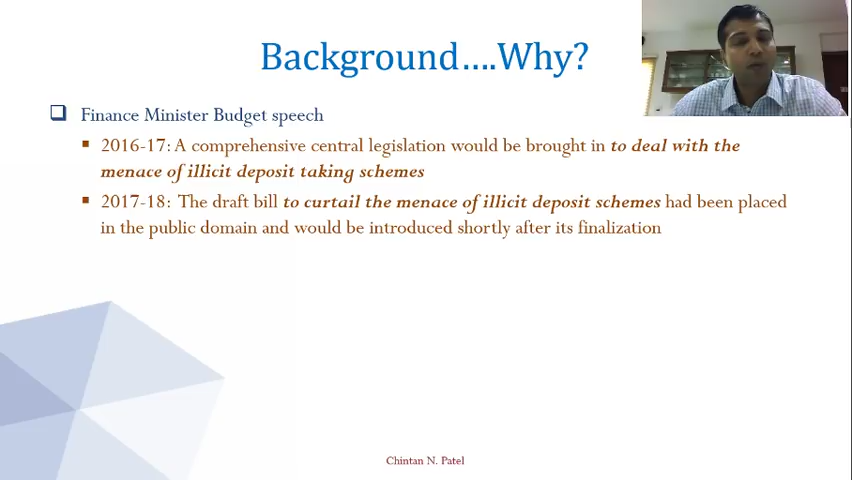 Background....Why?
Finance Minister Budget speech
2016-17: A comprehensive central legislation would be brought in to deal with the
menace of illicit deposit taking schemes
2017-18: The draft bill to curtail the menace of illicit deposit schemes had been placed
in the public domain and would be introduced shortly after its finalization
Chintan N. Patel